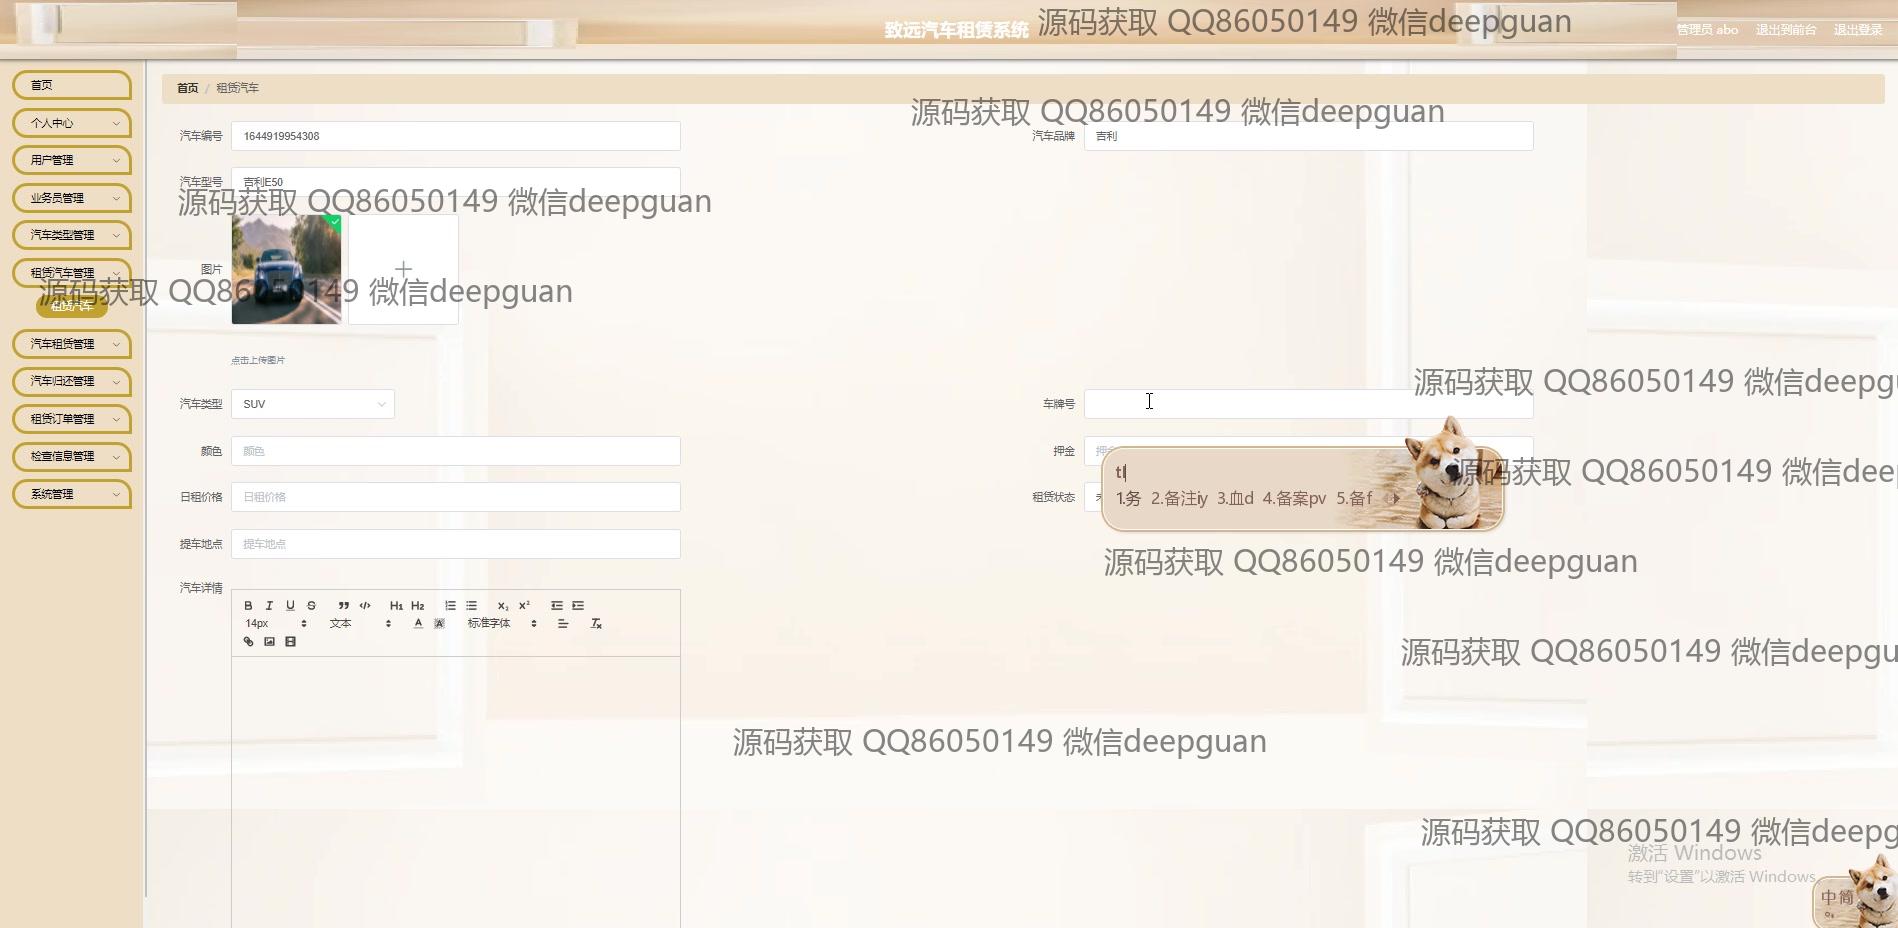 致远汽车租赁系统
源码获取 QQ86050149 微信deepguan
管理员 abo
退出到前台
退出登录
首页
个人中心
用户管理
业务员管理
汽车类型管理
租赁汽车管理
租赁汽车
汽车租赁管理
汽车归还管理
租赁订单管理
检查信息管理
系统管理
首页 / 租赁汽车
源码获取 QQ86050149 微信deepguan
汽车编号 1644919954308
汽车品牌 吉利
汽车型号 吉利E50
源码获取 QQ86050149 微信deepguan
图片
源码获取 QQ86050149 微信deepguan
点击上传图片
源码获取 QQ86050149 微信deepgu
汽车类型 SUV
车牌号
颜色 颜色
押金 押金
源码获取 QQ86050149 微信deep
tl
1.务 2.备注iy 3.血d 4.备案pv 5.备f
日租价格 日租价格
租赁状态
提车地点 提车地点
源码获取 QQ86050149 微信deepguan
汽车详情
B I U S ” </> H1 H2 X₂ X²
14px 文本 A A 标准字体 Tx
源码获取 QQ86050149 微信deepgu
源码获取 QQ86050149 微信deepguan
源码获取 QQ86050149 微信deepg
激活 Windows
转到“设置”以激活 Windows。
中简